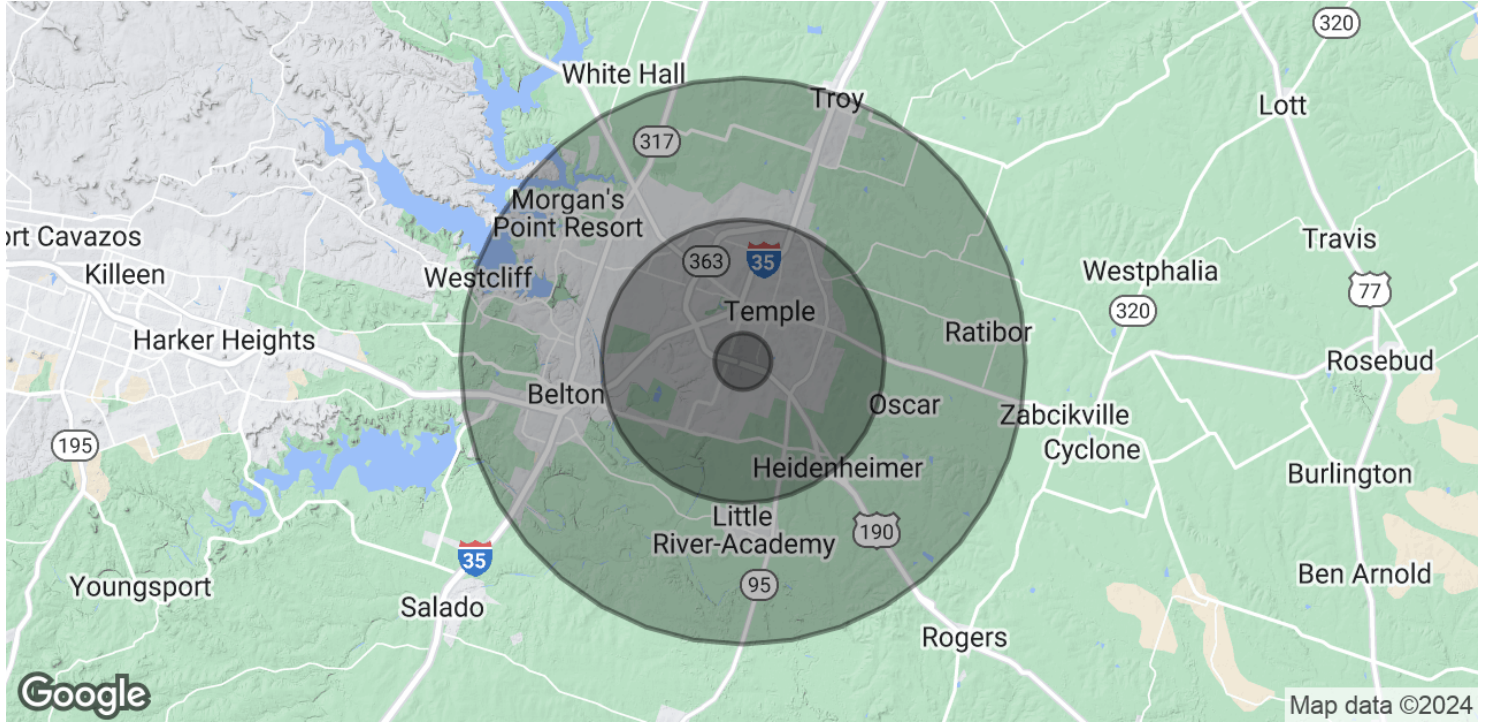 320
White Hall
Troy
Lott
317
Morgan's
Point Resort
ort Cavazos
Travis
363
35
Westphalia
Killeen
Westcliff
77
Temple
320
Harker Heights
Ratibor
Rosebud
Belton
Oscar
Zabcikville
195
Cyclone
Heidenheimer
Burlington
Little
River-Academy
190
35
Ben Arnold
Youngsport
95
Salado
Rogers
Google
Map data ©2024